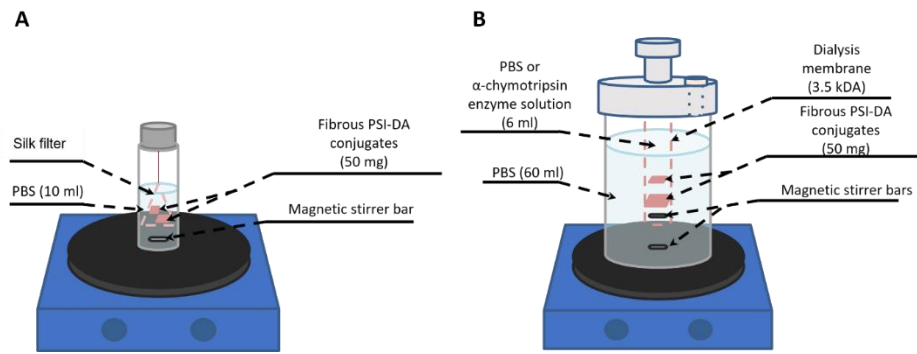 A
Silk filter
PBS (10 ml)
Fibrous PSI-DA
conjugates
(50 mg)
Magnetic stirrer bar
B
PBS or
α-chymotripsin
enzyme solution
(6 ml)
PBS (60 ml)
Dialysis
membrane
(3.5 kDA)
Fibrous PSI-DA
conjugates
(50 mg)
Magnetic stirrer bars